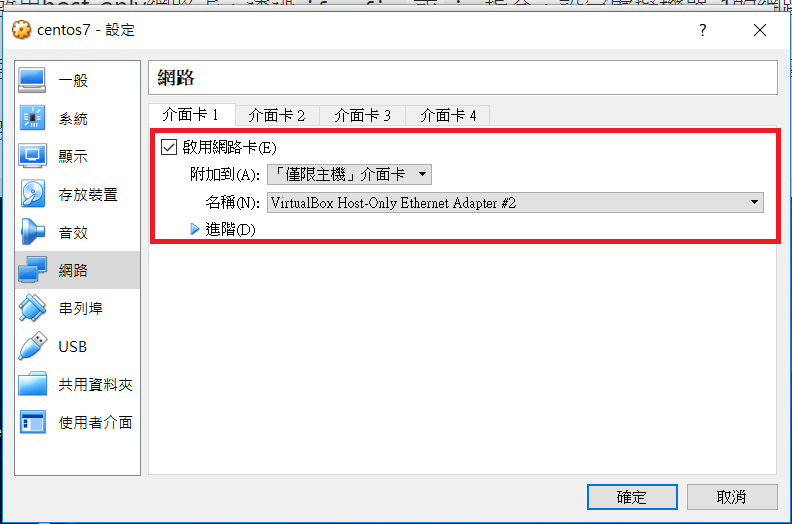 centos7 - 設定
?
一般
系統
顯示
存放裝置
音效
網路
串列埠
USB
共用資料夾
使用者介面
網路
介面卡 1
介面卡 2
介面卡 3
介面卡 4
啟用網路卡(E)
附加到(A): 「僅限主機」介面卡
名稱(N): VirtualBox Host-Only Ethernet Adapter #2
進階(D)
確定
取消